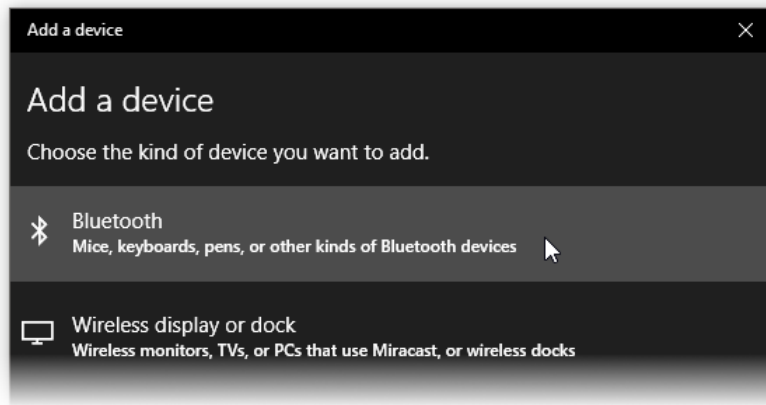 Add a device
Add a device
Choose the kind of device you want to add.
Bluetooth
Mice, keyboards, pens, or other kinds of Bluetooth devices
Wireless display or dock
Wireless monitors, TVs, or PCs that use Miracast, or wireless docks